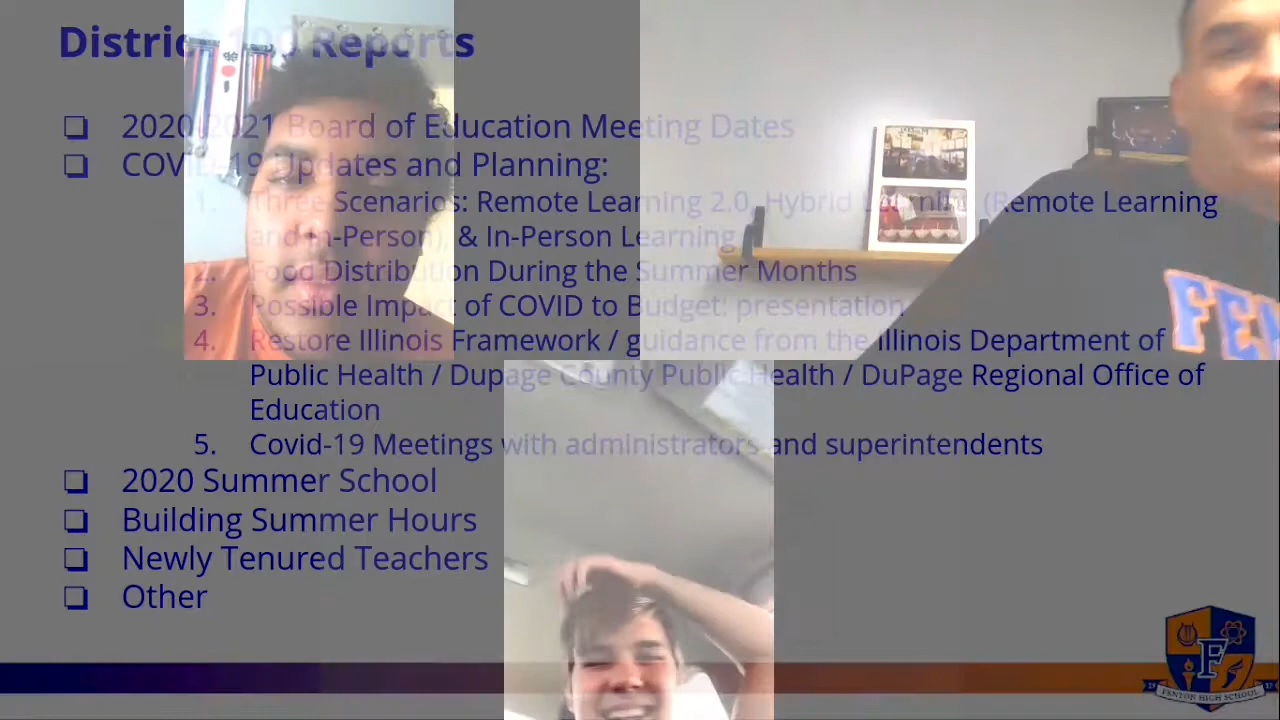 District 100 Reports
❏ 2020-2021 Board of Education Meeting Dates
❏ COVID-19 Updates and Planning:
1. Three Scenarios: Remote Learning 2.0, Hybrid Learning (Remote Learning
and In-Person), & In-Person Learning
2. Food Distribution During the Summer Months
3. Possible Impact of COVID to Budget: presentation
4. Restore Illinois Framework / guidance from the Illinois Department of
Public Health / Dupage County Public Health / DuPage Regional Office of
Education
5. Covid-19 Meetings with administrators and superintendents
❏ 2020 Summer School
❏ Building Summer Hours
❏ Newly Tenured Teachers
❏ Other
F
FENTON HIGH SCHOOL